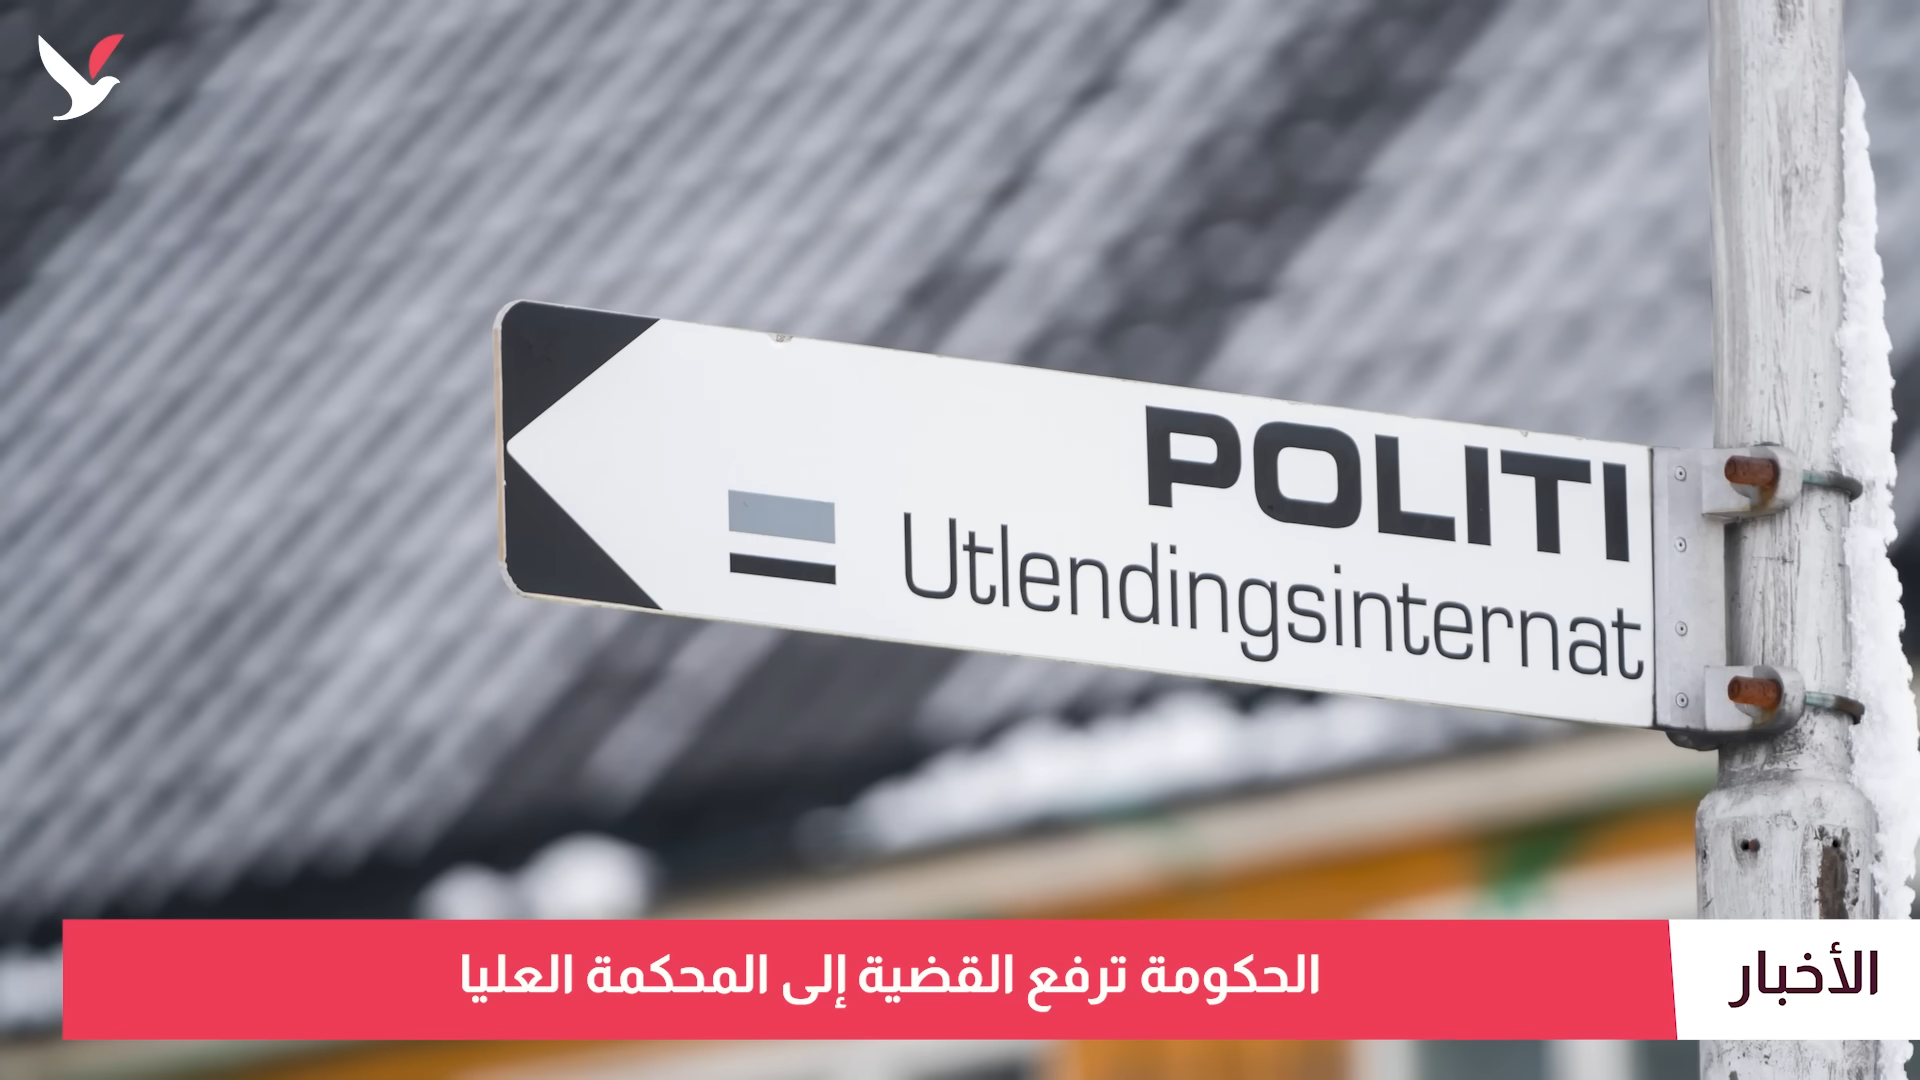 POLITI
Utlendingsinternat
الأخبار
الحكومة ترفع القضية إلى المحكمة العليا